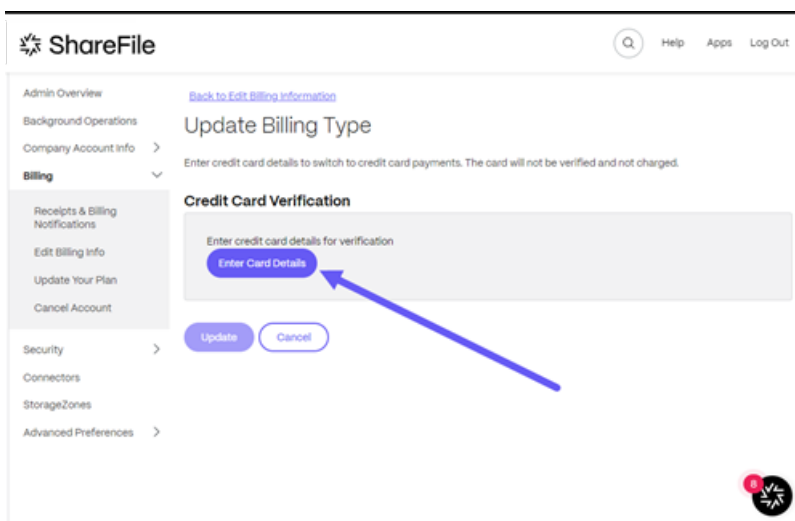 ShareFile
Help Apps Log Out
Admin Overview
Background Operations
Company Account Info
Billing
Receipts & Billing
Notifications
Edit Billing Info
Update Your Plan
Cancel Account
Security
Connectors
StorageZones
Advanced Preferences
Back to Edit Billing Information
Update Billing Type
Enter credit card details to switch to credit card payments. The card will not be verified and not charged.
Credit Card Verification
Enter credit card details for verification
Enter Card Details
Update Cancel
8